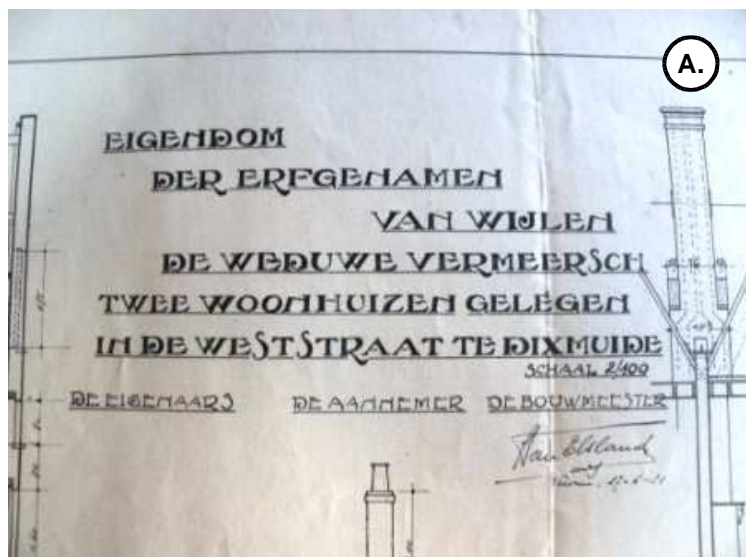 A.
EIGENDOM
DER ERFGENAMEN
VAN WIJLEN
DE WEDUWE VERMEERSCH
TWEE WOONHUIZEN GELEGEN
IN DE WESTSTRAAT TE DIXMUIDE
SCHAAL 2/100
DE EIGENAARS DE AANNEMER DE BOUWMEESTER